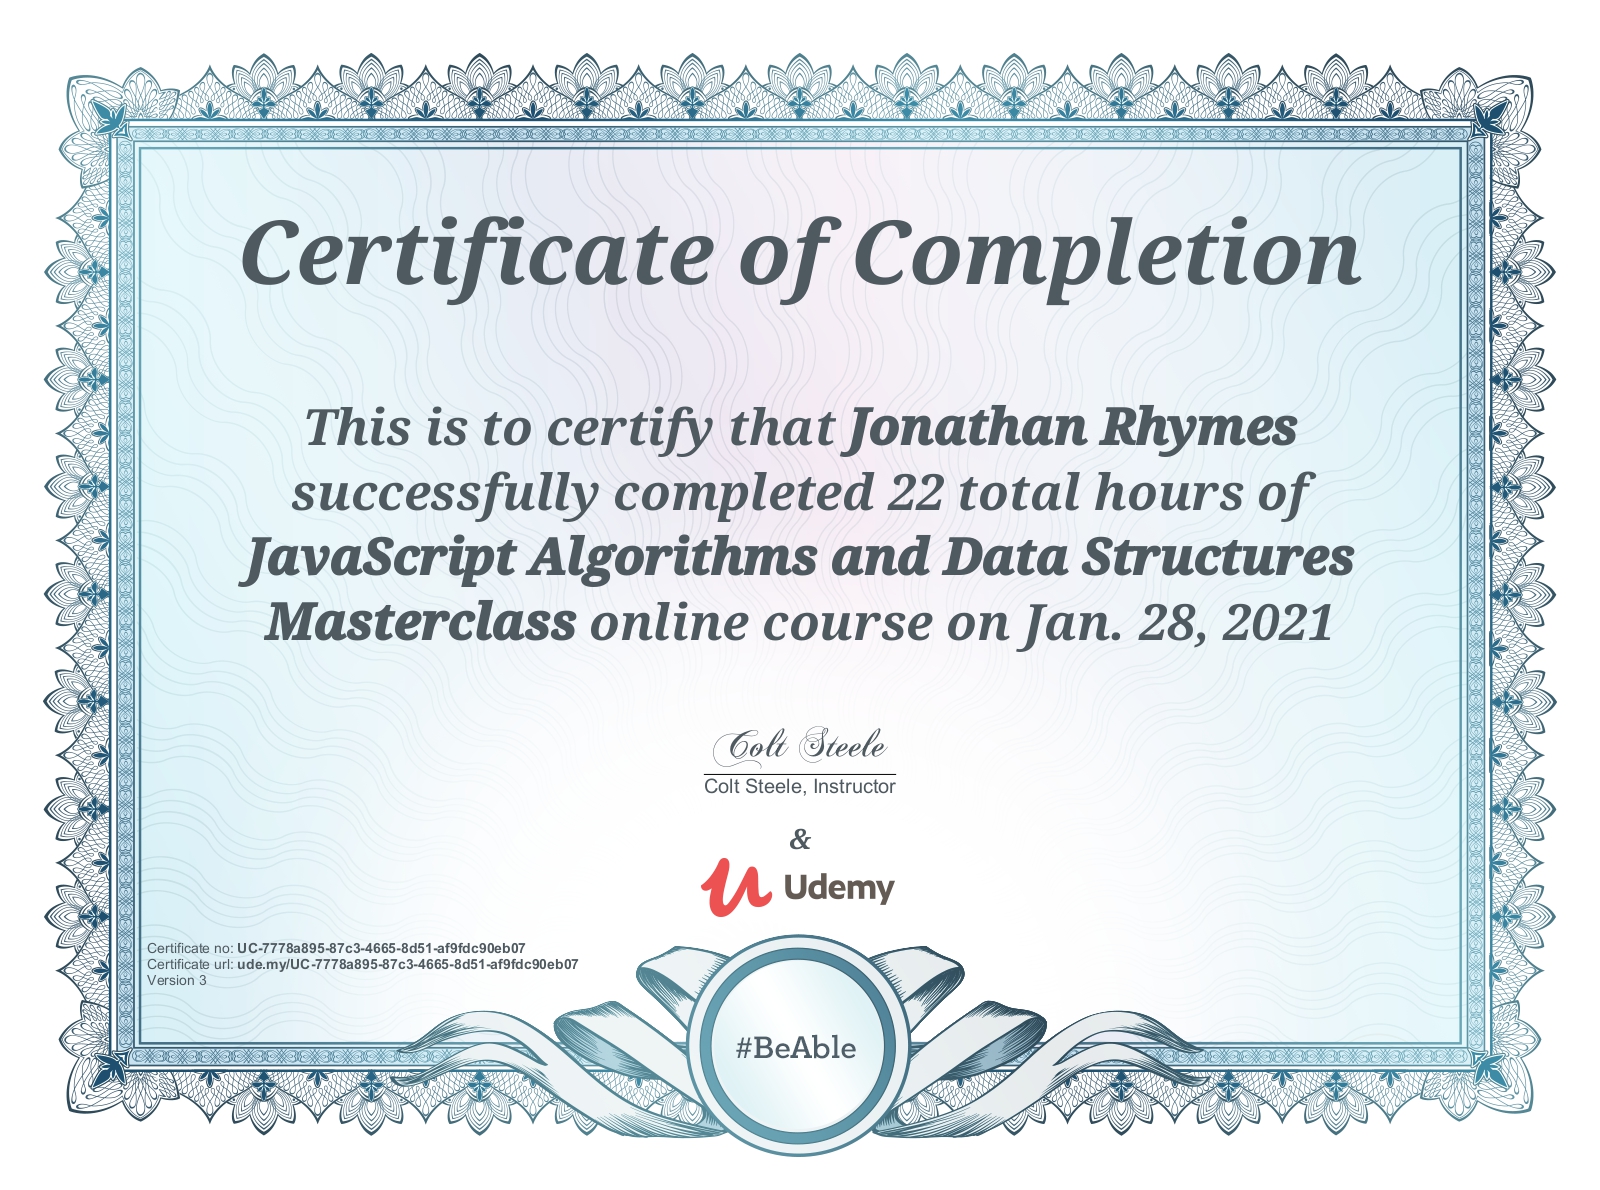 Certificate of Completion
This is to certify that Jonathan Rhymes
successfully completed 22 total hours of
JavaScript Algorithms and Data Structures
Masterclass online course on Jan. 28, 2021
Colt Steele
Colt Steele, Instructor
&
Udemy
Certificate no: UC-7778a895-87c3-4665-8d51-af9fdc90eb07
Certificate url: ude.my/UC-7778a895-87c3-4665-8d51-af9fdc90eb07
Version 3
#BeAble